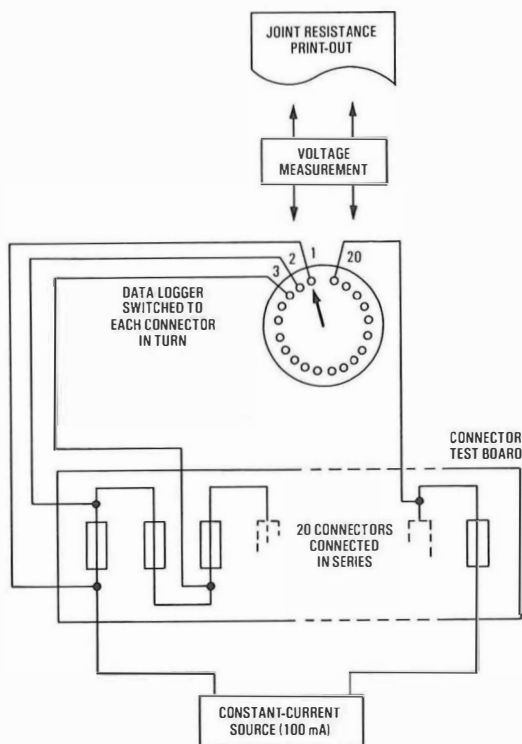 JOINT RESISTANCE
PRINT-OUT
VOLTAGE
MEASUREMENT
3
2
1
20
DATA LOGGER
SWITCHED TO
EACH CONNECTOR
IN TURN
CONNECTOR
TEST BOARD
20 CONNECTORS
CONNECTED
IN SERIES
CONSTANT-CURRENT
SOURCE (100 mA)